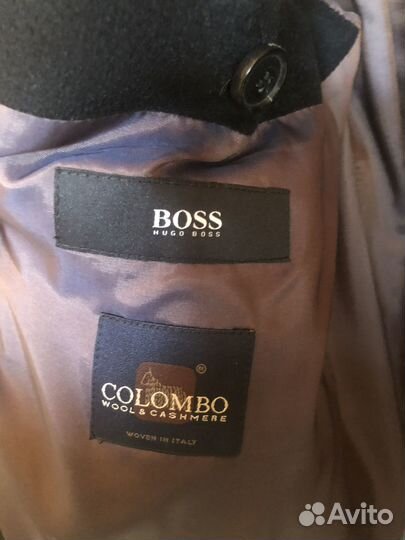 BOSS
HUGO BOSS
®
COLOMBO
WOOL & CASHMERE
WOVEN IN ITALY
Avito